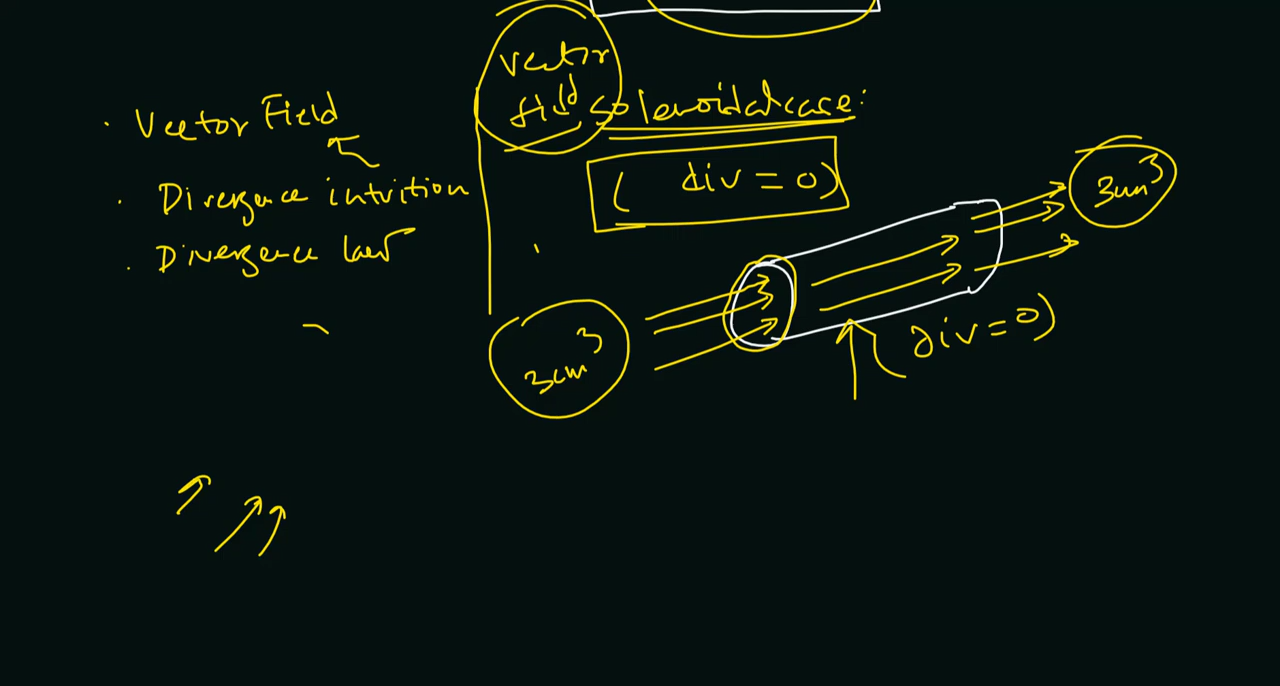 · Vector Field
· Divergence intuition
· Divergence law
vector
field solenoidal case:
( div = 0)
3cm³
3cm³
(div = 0)